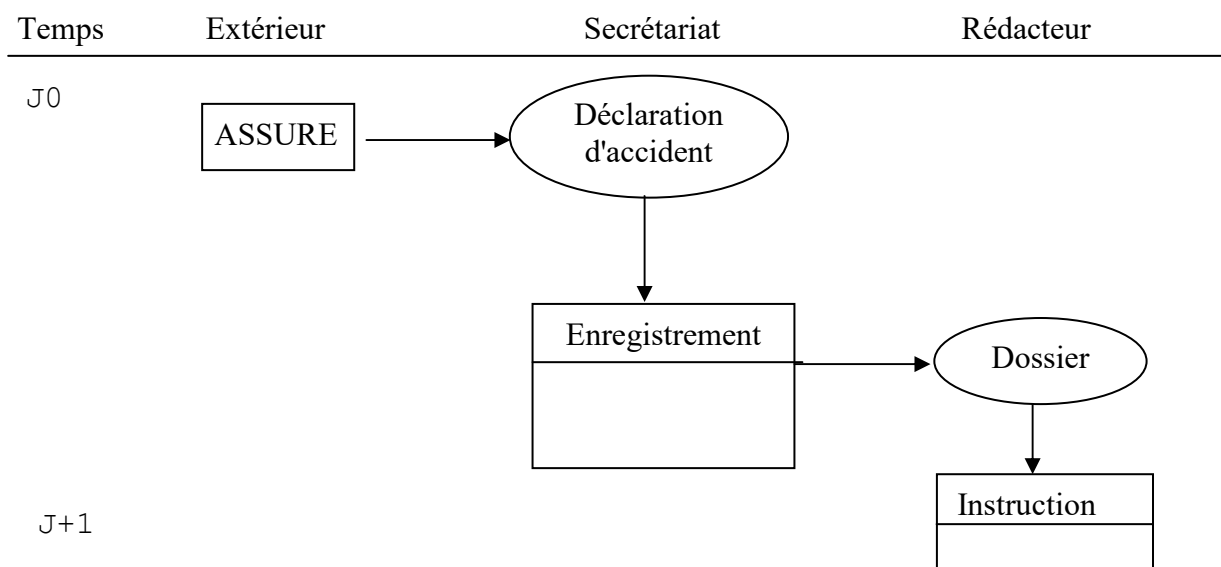 Temps Extérieur Secrétariat Rédacteur
J0
ASSURE
Déclaration
d'accident
Enregistrement
Dossier
Instruction
J+1